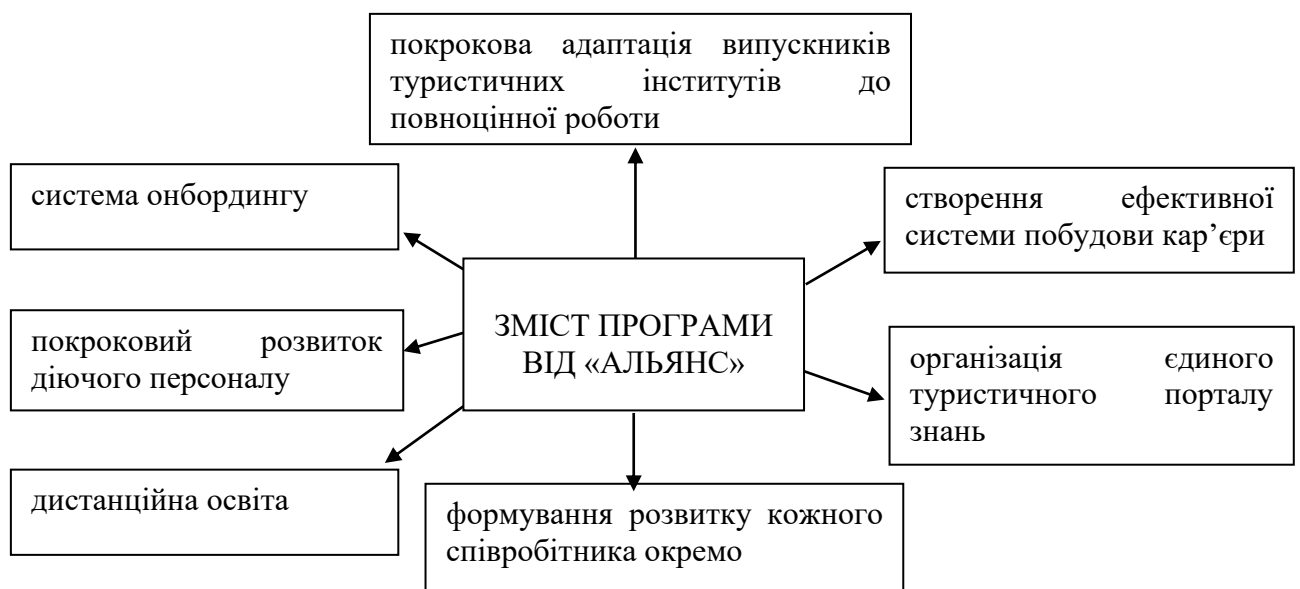 покрокова адаптація випускників
туристичних інститутів до
повноцінної роботи
система онбордингу
створення ефективної
системи побудови кар’єри
ЗМІСТ ПРОГРАМИ
ВІД «АЛЬЯНС»
покроковий розвиток
діючого персоналу
організація єдиного
туристичного порталу
знань
дистанційна освіта
формування розвитку кожного
співробітника окремо